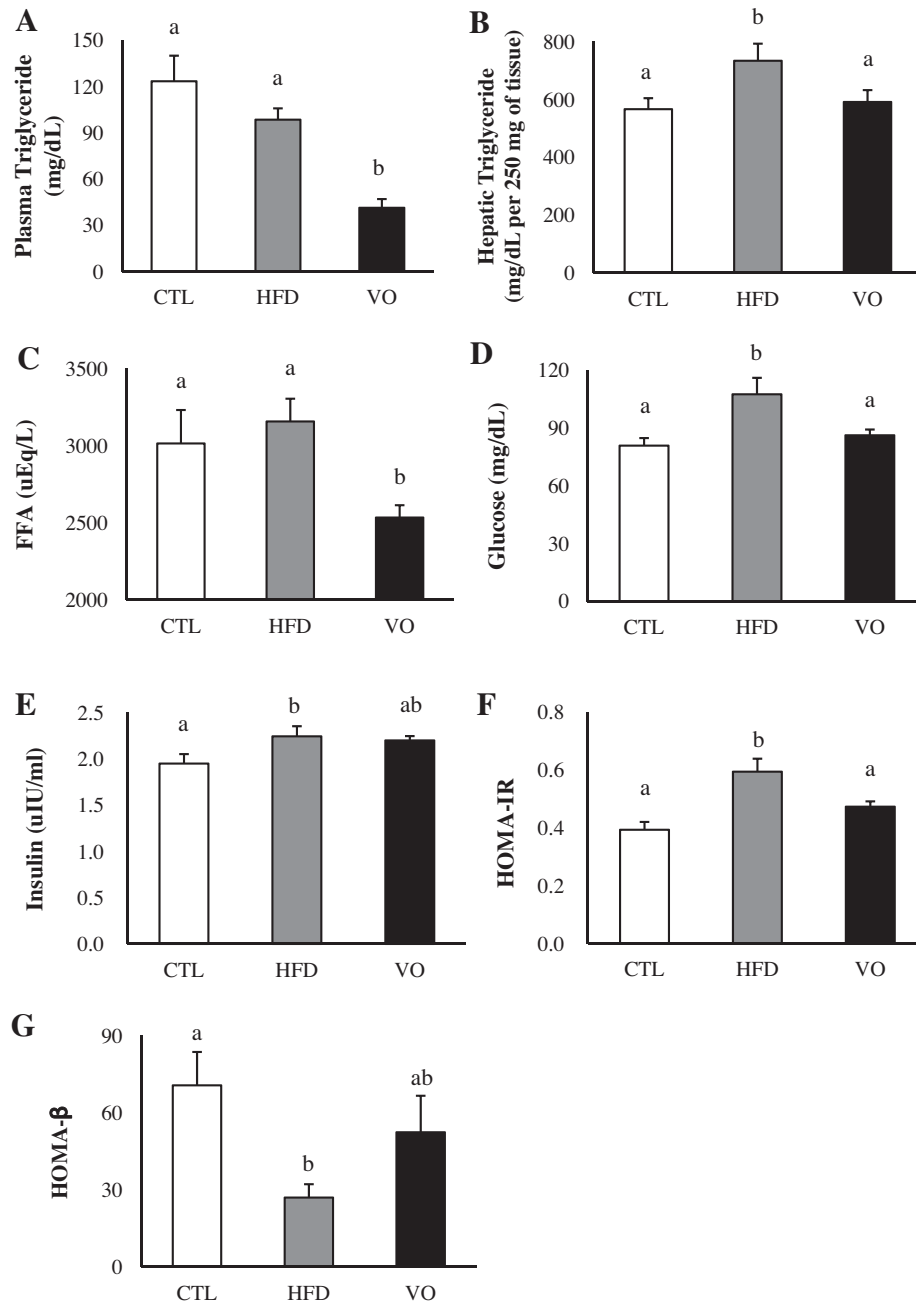 A
Plasma Triglyceride
(mg/dL)
150
120
90
60
30
0
a
a
b
CTL
HFD
VO
B
Hepatic Triglyceride
(mg/dL per 250 mg of tissue)
800
600
400
200
0
a
b
a
CTL
HFD
VO
C
FFA (uEq/L)
3500
3000
2500
2000
a
a
b
CTL
HFD
VO
D
Glucose (mg/dL)
120
90
60
30
0
a
b
a
CTL
HFD
VO
E
Insulin (uIU/ml)
2.5
2.0
1.5
1.0
0.5
0.0
a
b
ab
CTL
HFD
VO
F
HOMA-IR
0.8
0.6
0.4
0.2
0.0
a
b
a
CTL
HFD
VO
G
HOMA-β
90
60
30
0
a
b
ab
CTL
HFD
VO